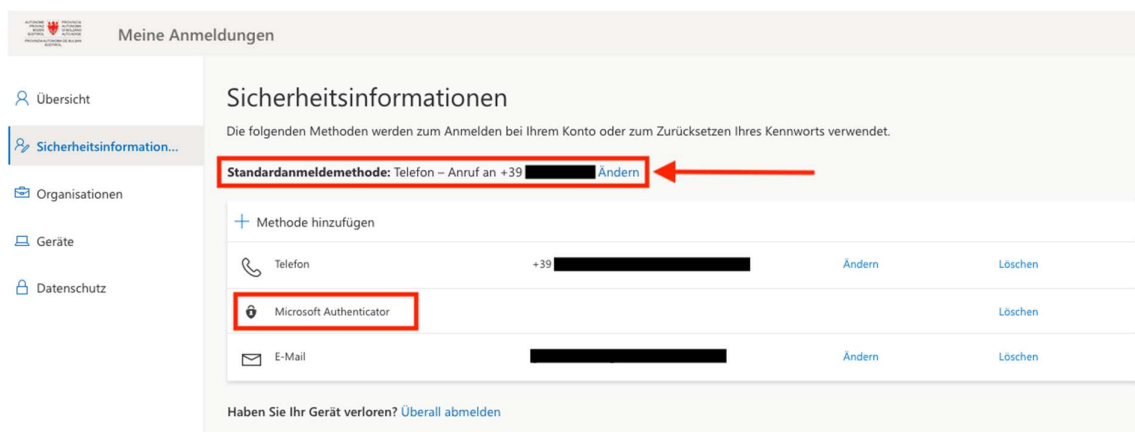 Meine Anmeldungen
Übersicht
Sicherheitsinformation...
Organisationen
Geräte
Datenschutz
Sicherheitsinformationen
Die folgenden Methoden werden zum Anmelden bei Ihrem Konto oder zum Zurücksetzen Ihres Kennworts verwendet.
Standardanmeldemethode: Telefon – Anruf an +39 Ändern
+ Methode hinzufügen
Telefon +39 Ändern Löschen
Microsoft Authenticator Löschen
E-Mail Ändern Löschen
Haben Sie Ihr Gerät verloren? Überall abmelden